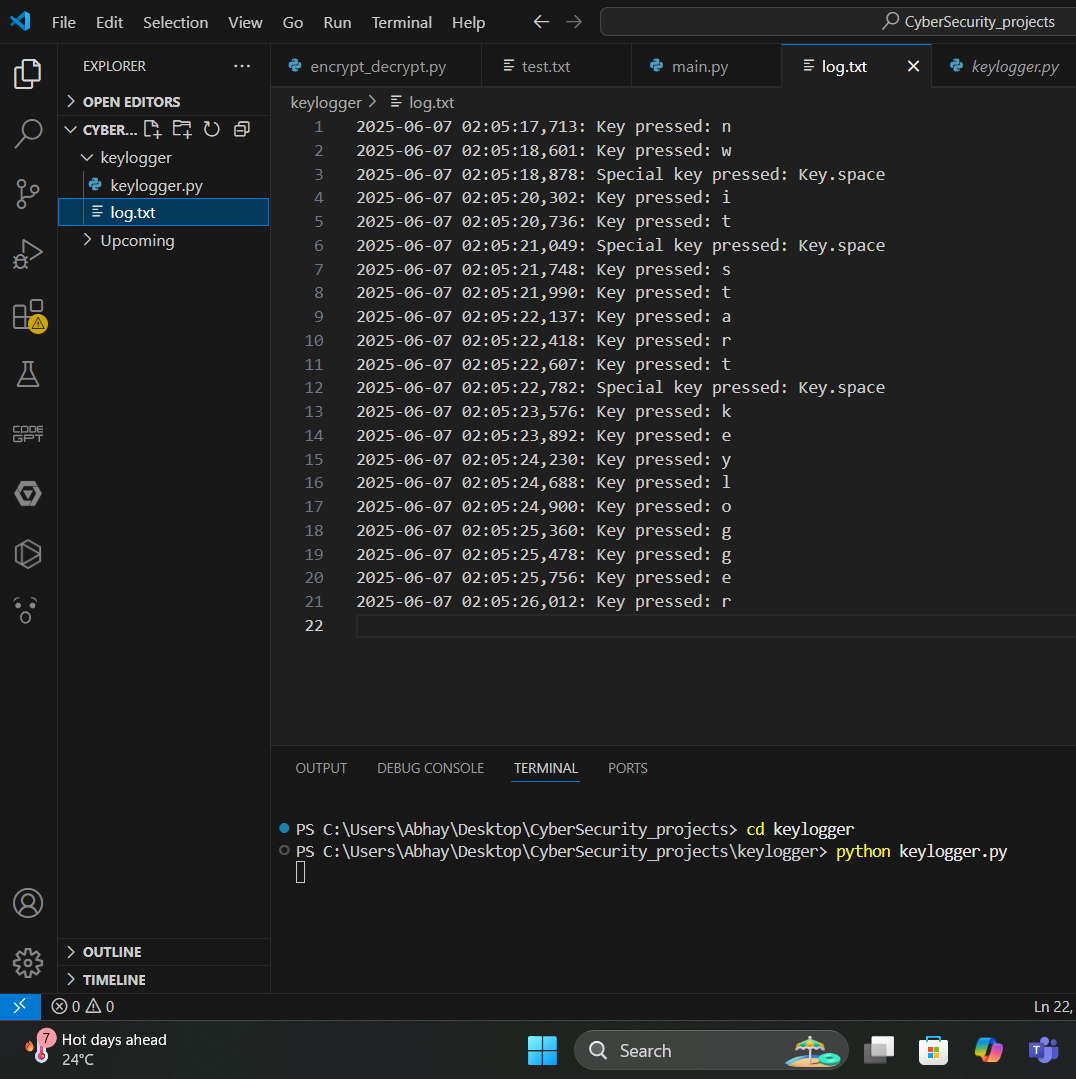 File Edit Selection View Go Run Terminal Help CyberSecurity_projects
EXPLORER
encrypt_decrypt.py test.txt main.py log.txt keylogger.py
OPEN EDITORS
CYBER...
keylogger
keylogger.py
log.txt
Upcoming
OUTLINE
TIMELINE
CODE
GPT
keylogger > log.txt
1 2025-06-07 02:05:17,713: Key pressed: n
2 2025-06-07 02:05:18,601: Key pressed: w
3 2025-06-07 02:05:18,878: Special key pressed: Key.space
4 2025-06-07 02:05:20,302: Key pressed: i
5 2025-06-07 02:05:20,736: Key pressed: t
6 2025-06-07 02:05:21,049: Special key pressed: Key.space
7 2025-06-07 02:05:21,748: Key pressed: s
8 2025-06-07 02:05:21,990: Key pressed: t
9 2025-06-07 02:05:22,137: Key pressed: a
10 2025-06-07 02:05:22,418: Key pressed: r
11 2025-06-07 02:05:22,607: Key pressed: t
12 2025-06-07 02:05:22,782: Special key pressed: Key.space
13 2025-06-07 02:05:23,576: Key pressed: k
14 2025-06-07 02:05:23,892: Key pressed: e
15 2025-06-07 02:05:24,230: Key pressed: y
16 2025-06-07 02:05:24,688: Key pressed: l
17 2025-06-07 02:05:24,900: Key pressed: o
18 2025-06-07 02:05:25,360: Key pressed: g
19 2025-06-07 02:05:25,478: Key pressed: g
20 2025-06-07 02:05:25,756: Key pressed: e
21 2025-06-07 02:05:26,012: Key pressed: r
22
OUTPUT DEBUG CONSOLE TERMINAL PORTS
PS C:\Users\Abhay\Desktop\CyberSecurity_projects> cd keylogger
PS C:\Users\Abhay\Desktop\CyberSecurity_projects\keylogger> python keylogger.py
0 0 Ln 22,
7 Hot days ahead
24°C
Search
T